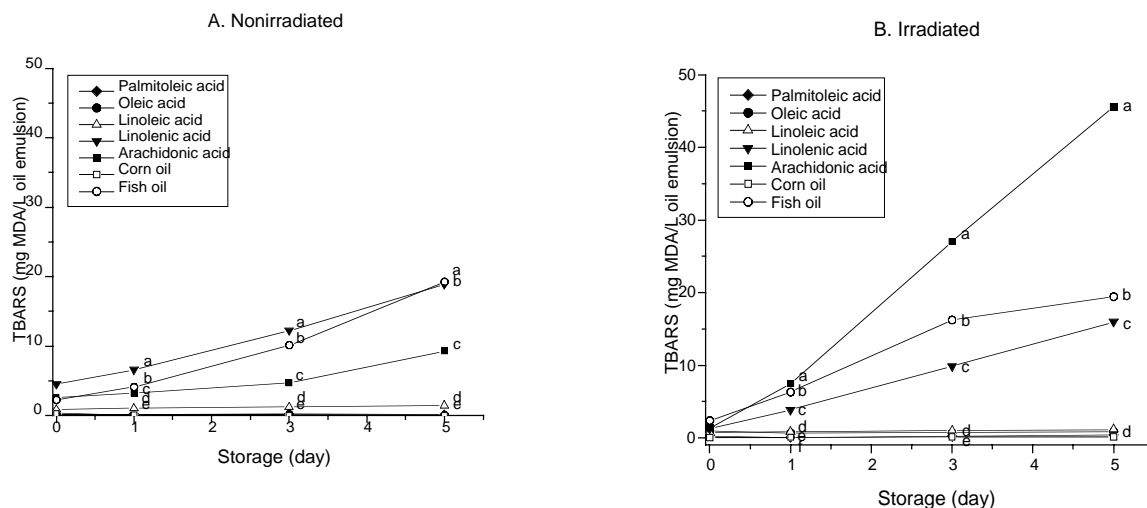 A. Nonirradiated
50
40
30
20
10
0
TBARS (mg MDA/L oil emulsion)
Palmitoleic acid
Oleic acid
Linoleic acid
Linolenic acid
Arachidonic acid
Corn oil
Fish oil
a
b
c
d
e
a
b
c
d
e
a
b
c
d
e
0
1
2
3
4
5
Storage (day)
B. Irradiated
50
40
30
20
10
0
TBARS (mg MDA/L oil emulsion)
Palmitoleic acid
Oleic acid
Linoleic acid
Linolenic acid
Arachidonic acid
Corn oil
Fish oil
a
b
c
d
a
b
c
d
e
a
b
c
d
0
1
2
3
4
5
Storage (day)